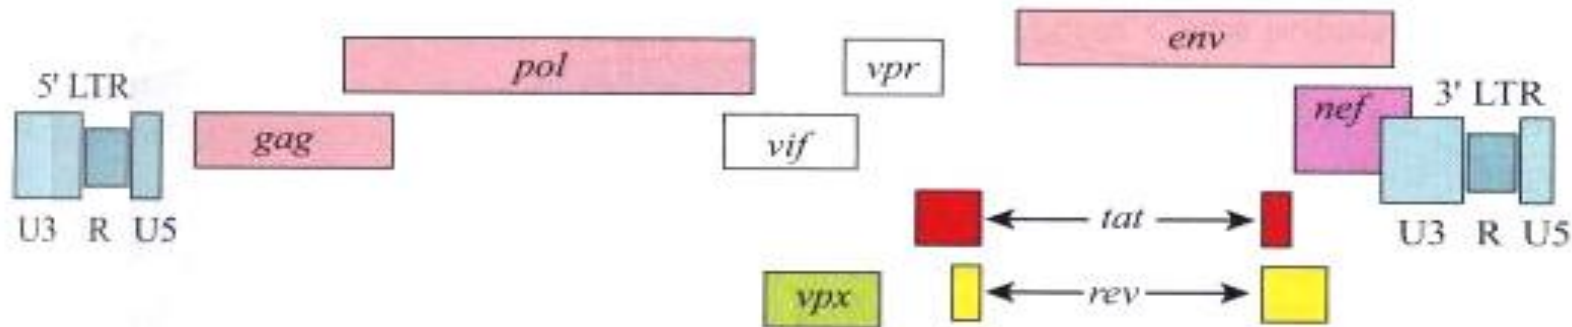 env
pol
vpr
5' LTR
nef
3' LTR
gag
vif
U3 R U5
tat
U3 R U5
vpx
rev